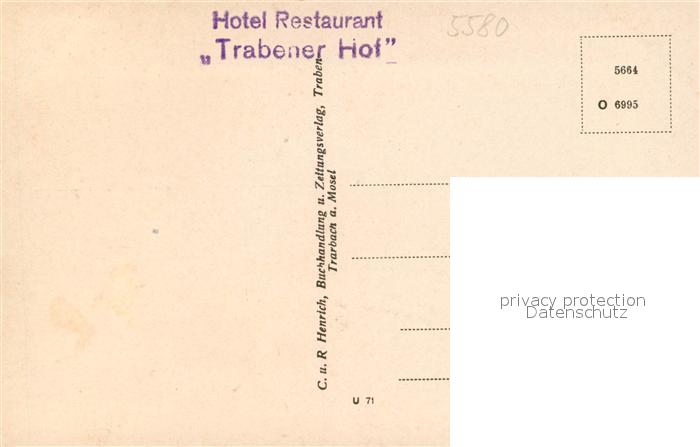 Hotel Restaurant
„Trabener Hof”
5580
5664
O 6995
C. u. R Henrich, Buchhandlung u. Zeitungsverlag, Traben-
Trarbach a. Mosel
U 71
privacy protection
Datenschutz